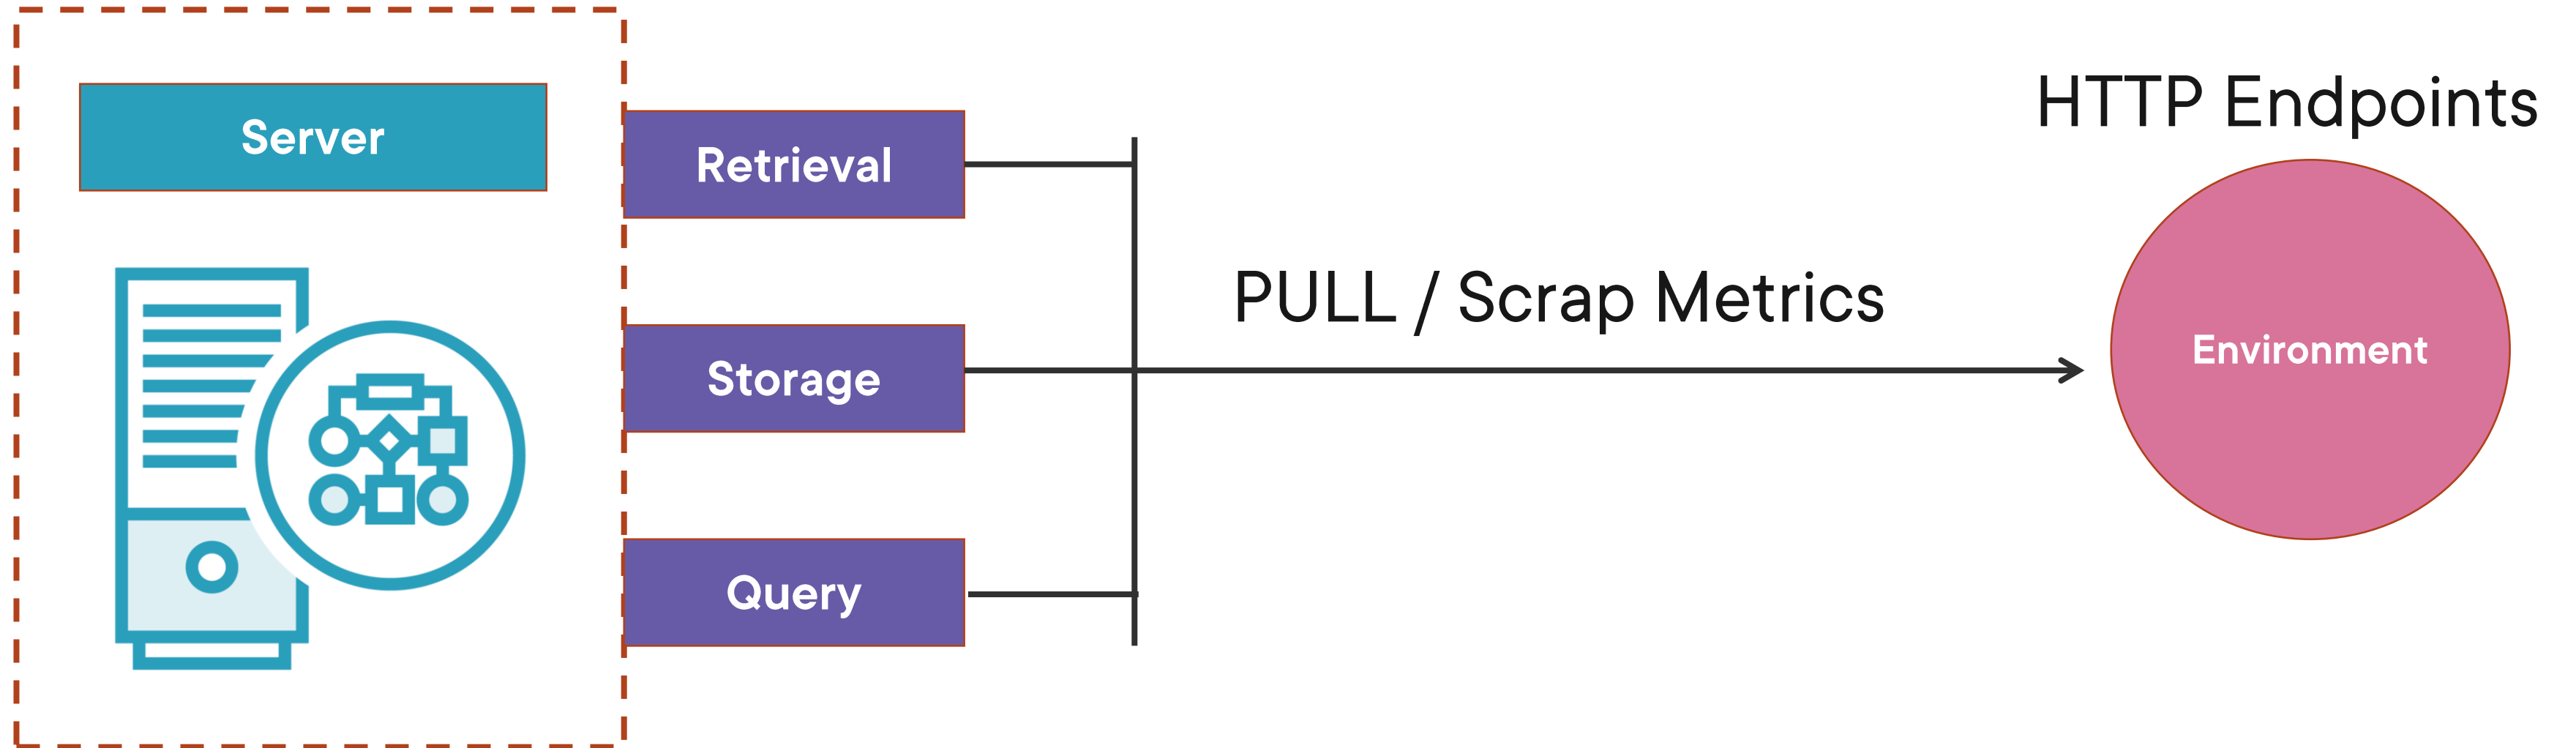 Server
Retrieval
Storage
Query
PULL / Scrap Metrics
HTTP Endpoints
Environment